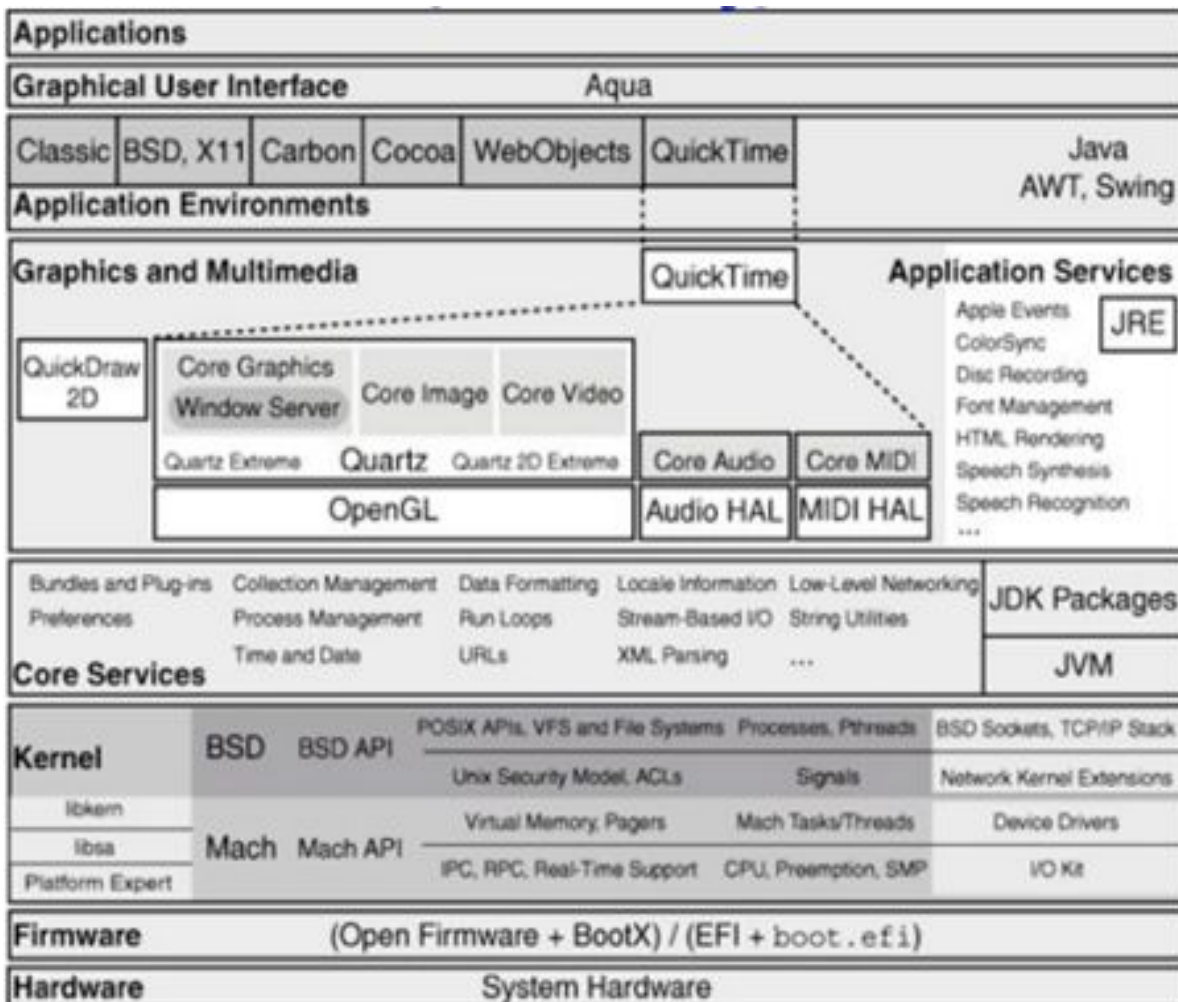 Applications
Graphical User Interface Aqua
Classic BSD, X11 Carbon Cocoa WebObjects QuickTime
Java
AWT, Swing
Application Environments
Graphics and Multimedia
QuickTime
Application Services
Apple Events
ColorSync
Disc Recording
Font Management
HTML Rendering
Speech Synthesis
Speech Recognition
...
JRE
QuickDraw
2D
Core Graphics
Window Server
Core Image
Core Video
Quartz Extreme Quartz Quartz 2D Extreme
Core Audio
Core MIDI
OpenGL
Audio HAL
MIDI HAL
Bundles and Plug-ins Collection Management Data Formatting Locale Information Low-Level Networking
Preferences Process Management Run Loops Stream-Based I/O String Utilities
Time and Date URLs XML Parsing ...
Core Services
JDK Packages
JVM
Kernel
BSD BSD API
POSIX APIs, VFS and File Systems Processes, Pthreads BSD Sockets, TCP/IP Stack
Unix Security Model, ACLs Signals Network Kernel Extensions
libkern
libsa
Platform Expert
Mach Mach API
Virtual Memory, Pagers Mach Tasks/Threads Device Drivers
IPC, RPC, Real-Time Support CPU, Preemption, SMP I/O Kit
Firmware (Open Firmware + BootX) / (EFI + boot.efi)
Hardware System Hardware